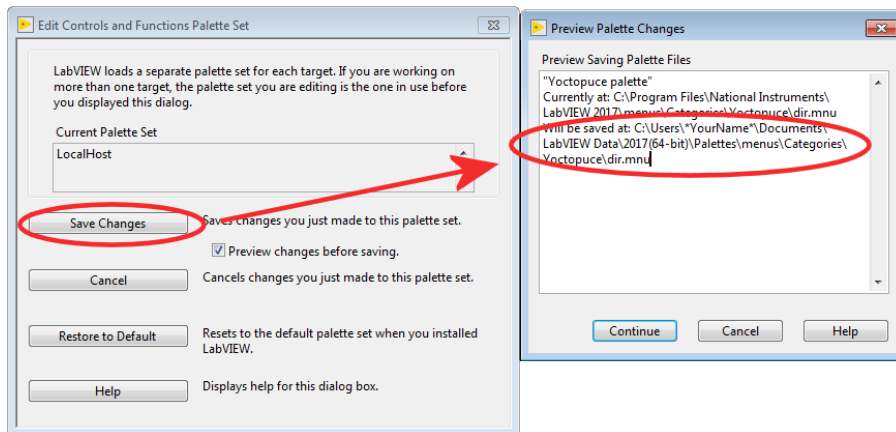 Edit Controls and Functions Palette Set
LabVIEW loads a separate palette set for each target. If you are working on
more than one target, the palette set you are editing is the one in use before
you displayed this dialog.
Current Palette Set
LocalHost
Save Changes
Saves changes you just made to this palette set.
Preview changes before saving.
Cancel
Cancels changes you just made to this palette set.
Restore to Default
Resets to the default palette set when you installed
LabVIEW.
Help
Displays help for this dialog box.
Preview Palette Changes
Preview Saving Palette Files
"Yoctopuce palette"
Currently at: C:\Program Files\National Instruments\
LabVIEW 2017\menus\Categories\Yoctopuce\dir.mnu
Will be saved at: C:\Users\*YourName*\Documents\
LabVIEW Data\2017(64-bit)\Palettes\menus\Categories\
Yoctopuce\dir.mnu
Continue
Cancel
Help